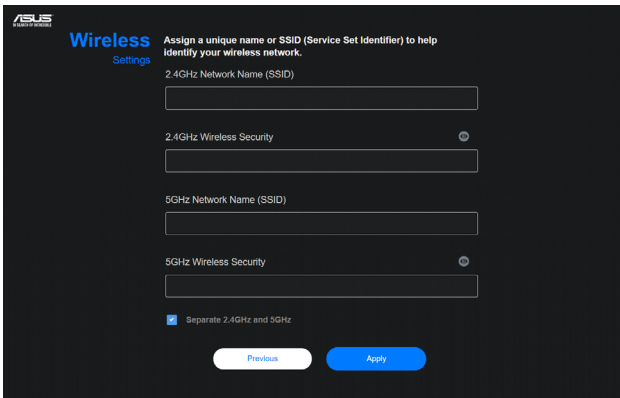 ASUS
IN SEARCH OF INCREDIBLE
Wireless
Settings
Assign a unique name or SSID (Service Set Identifier) to help
identify your wireless network.
2.4GHz Network Name (SSID)
2.4GHz Wireless Security
5GHz Network Name (SSID)
5GHz Wireless Security
Separate 2.4GHz and 5GHz
Previous
Apply